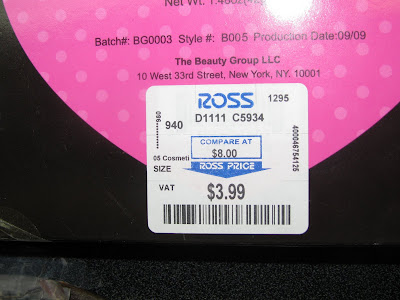 Batch#: BG0003 Style #: B005 Production Date:09/09
The Beauty Group LLC
10 West 33rd Street, New York, NY. 10001
ROSS 1295
D1111 C5934
940
COMPARE AT
$8.00
05 Cosmeti
ROSS PRICE
SIZE
VAT
$3.99
400046754125